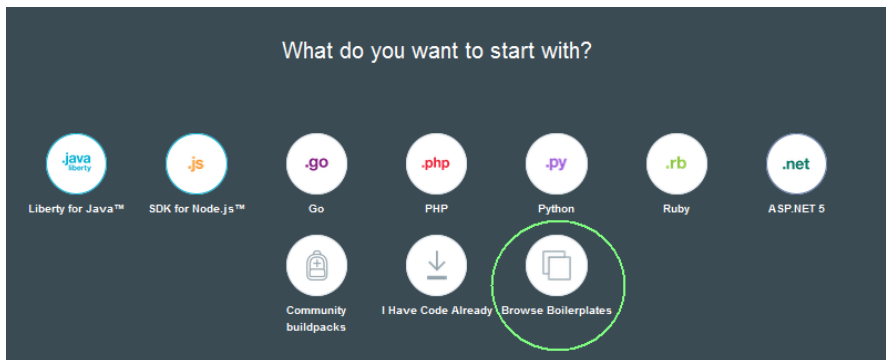 What do you want to start with?
.java
liberty
.js
.go
.php
.py
.rb
.net
Liberty for Java™
SDK for Node.js™
Go
PHP
Python
Ruby
ASP.NET 5
Community
buildpacks
I Have Code Already
Browse Boilerplates